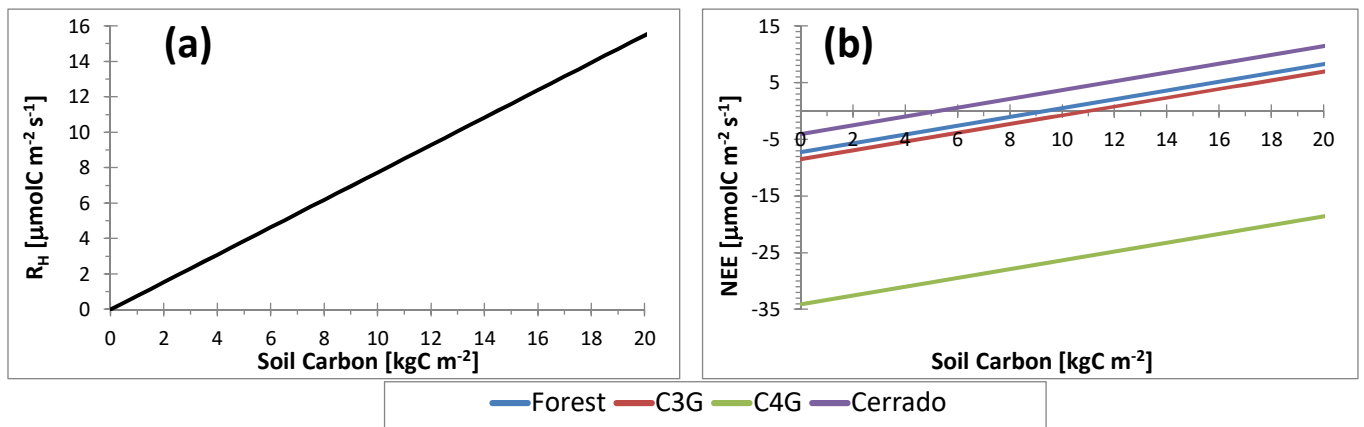 (a)
R_H [μmolC m⁻² s⁻¹]
16
14
12
10
8
6
4
2
0
0 2 4 6 8 10 12 14 16 18 20
Soil Carbon [kgC m⁻²]
(b)
NEE [μmolC m⁻² s⁻¹]
15
5
-5
-15
-25
-35
0 2 4 6 8 10 12 14 16 18 20
Soil Carbon [kgC m⁻²]
Forest C3G C4G Cerrado